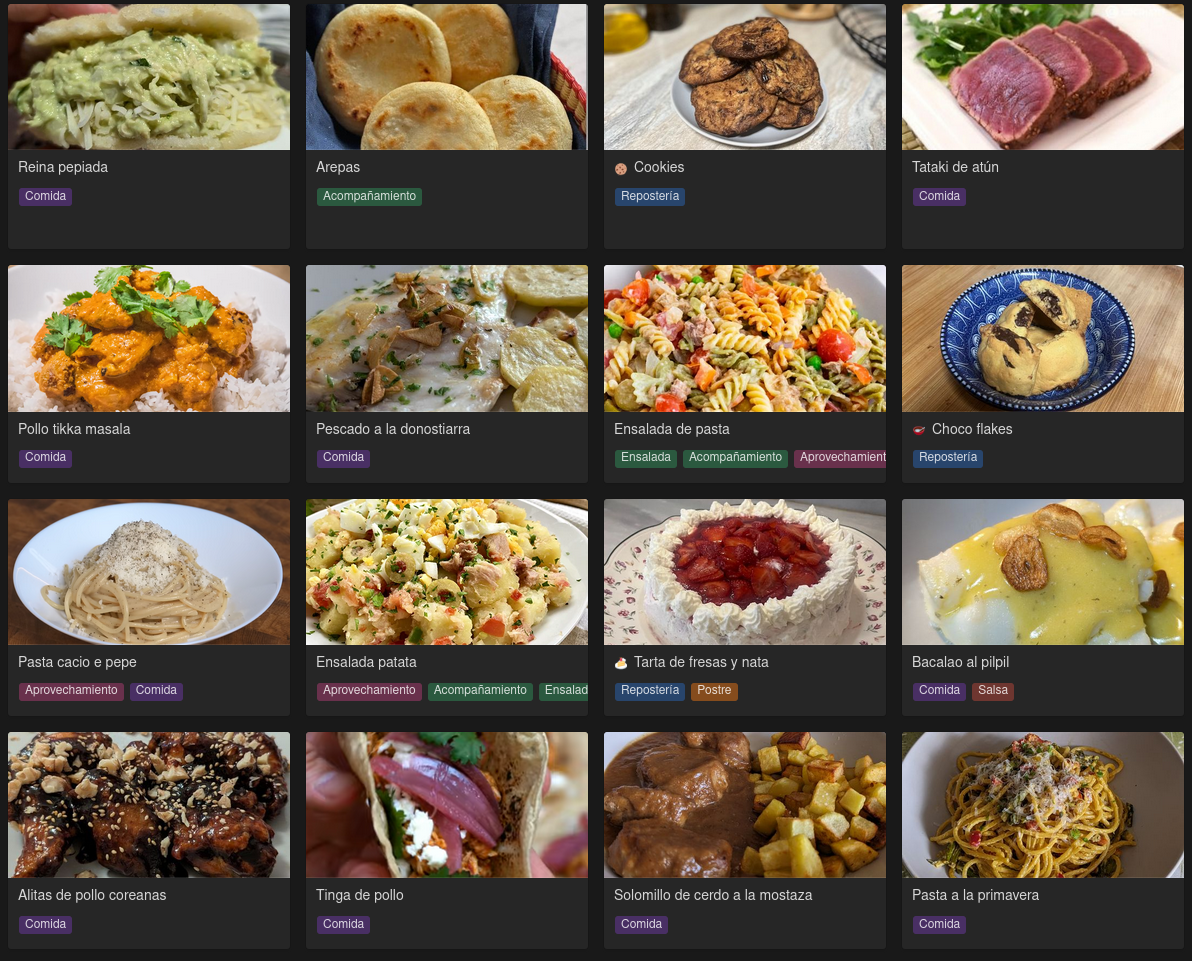 Reina pepiada
Comida
Arepas
Acompañamiento
Cookies
Repostería
Tataki de atún
Comida
Pollo tikka masala
Comida
Pescado a la donostiarra
Comida
Ensalada de pasta
Ensalada Acompañamiento Aprovechamient
Choco flakes
Repostería
Pasta cacio e pepe
Aprovechamiento Comida
Ensalada patata
Aprovechamiento Acompañamiento Ensalad
Tarta de fresas y nata
Repostería Postre
Bacalao al pilpil
Comida Salsa
Alitas de pollo coreanas
Comida
Tinga de pollo
Comida
Solomillo de cerdo a la mostaza
Comida
Pasta a la primavera
Comida